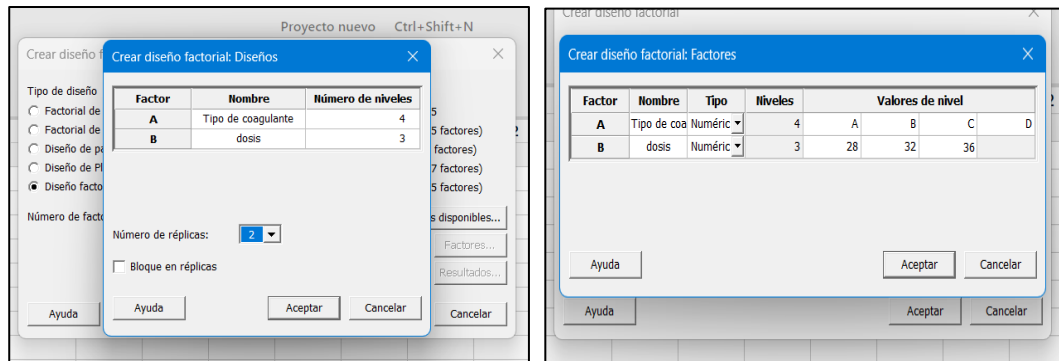 Proyecto nuevo Ctrl+Shift+N
Crear diseño f
Crear diseño factorial: Diseños
Tipo de diseño
Factorial de
Factorial de
Diseño de pa
Diseño de Pl
Diseño facto
Número de facto
Factor Nombre Número de niveles
A Tipo de coagulante 4
B dosis 3
Número de réplicas: 2
Bloque en réplicas
Ayuda Aceptar Cancelar
5
5 factores)
factores)
7 factores)
5 factores)
s disponibles...
Factores...
Resultados...
Ayuda Cancelar
Crear diseño factorial
Crear diseño factorial: Factores
Factor Nombre Tipo Niveles Valores de nivel
A Tipo de coa Numéric 4 A B C D
B dosis Numéric 3 28 32 36
Ayuda Aceptar Cancelar
Ayuda Aceptar Cancelar